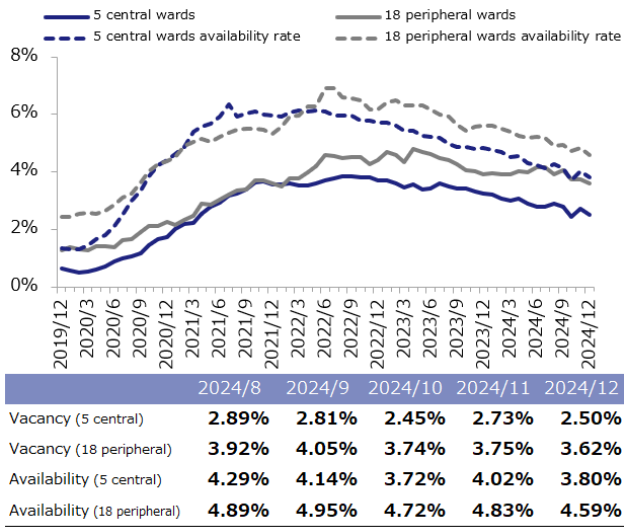 5 central wards 18 peripheral wards
5 central wards availability rate 18 peripheral wards availability rate
8%
6%
4%
2%
0%
2019/12 2020/3 2020/6 2020/9 2020/12 2021/3 2021/6 2021/9 2021/12 2022/3 2022/6 2022/9 2022/12 2023/3 2023/6 2023/9 2023/12 2024/3 2024/6 2024/9 2024/12
2024/8 2024/9 2024/10 2024/11 2024/12
Vacancy (5 central) 2.89% 2.81% 2.45% 2.73% 2.50%
Vacancy (18 peripheral) 3.92% 4.05% 3.74% 3.75% 3.62%
Availability (5 central) 4.29% 4.14% 3.72% 4.02% 3.80%
Availability (18 peripheral) 4.89% 4.95% 4.72% 4.83% 4.59%